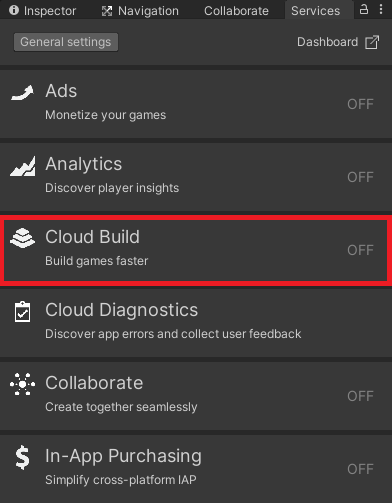 Inspector Navigation Collaborate Services
General settings Dashboard
Ads
Monetize your games
OFF
Analytics
Discover player insights
OFF
Cloud Build
Build games faster
OFF
Cloud Diagnostics
Discover app errors and collect user feedback
Collaborate
Create together seamlessly
OFF
In-App Purchasing
Simplify cross-platform IAP
OFF